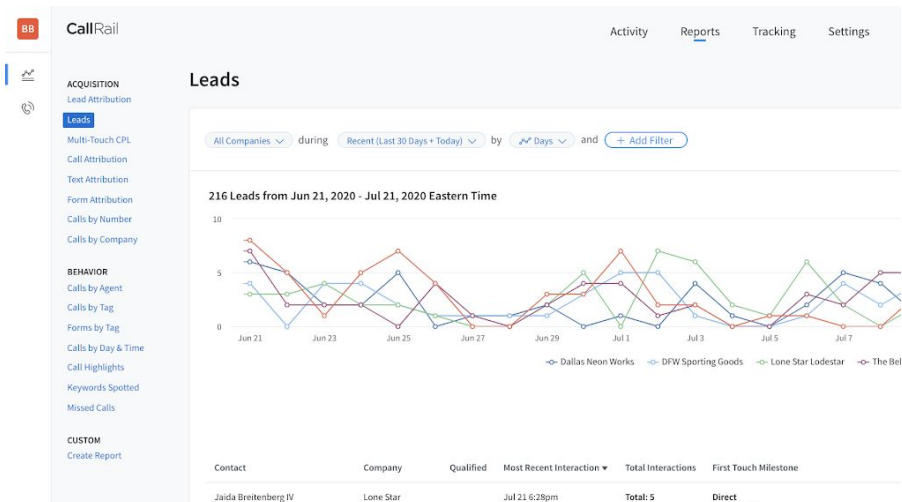 BB
CallRail
Activity Reports Tracking Settings
ACQUISITION
Lead Attribution
Leads
Multi-Touch CPL
Call Attribution
Text Attribution
Form Attribution
Calls by Number
Calls by Company
BEHAVIOR
Calls by Agent
Calls by Tag
Forms by Tag
Calls by Day & Time
Call Highlights
Keywords Spotted
Missed Calls
CUSTOM
Create Report
Leads
All Companies during Recent (Last 30 Days + Today) by Days and + Add Filter
216 Leads from Jun 21, 2020 - Jul 21, 2020 Eastern Time
10
5
0
Jun 21 Jun 23 Jun 25 Jun 27 Jun 29 Jul 1 Jul 3 Jul 5 Jul 7
Dallas Neon Works DFW Sporting Goods Lone Star Lodestar The Bel
Contact Company Qualified Most Recent Interaction Total Interactions First Touch Milestone
Jaida Breitenberg IV Lone Star Jul 21 6:28pm Total: 5 Direct